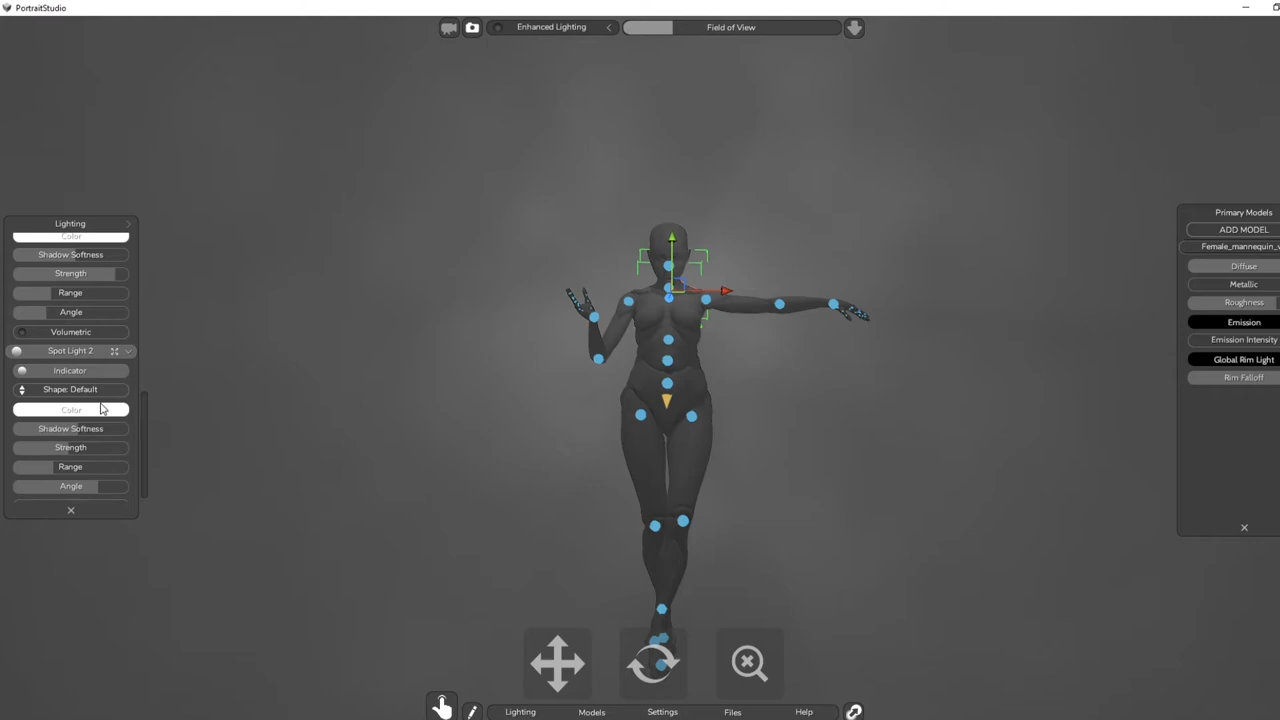 PortraitStudio
Enhanced Lighting
Field of View
Lighting
Color
Shadow Softness
Strength
Range
Angle
Volumetric
Spot Light 2
Indicator
Shape: Default
Color
Shadow Softness
Strength
Range
Angle
Primary Models
ADD MODEL
Female_mannequin_
Diffuse
Metallic
Roughness
Emission
Emission Intensity
Global Rim Light
Rim Falloff
Lighting
Models
Settings
Files
Help